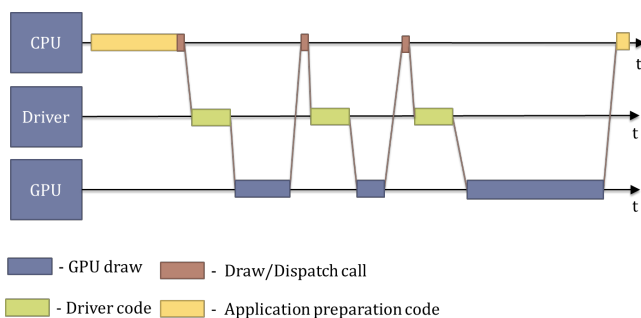 CPU
t
Driver
t
GPU
t
- GPU draw - Draw/Dispatch call
- Driver code - Application preparation code